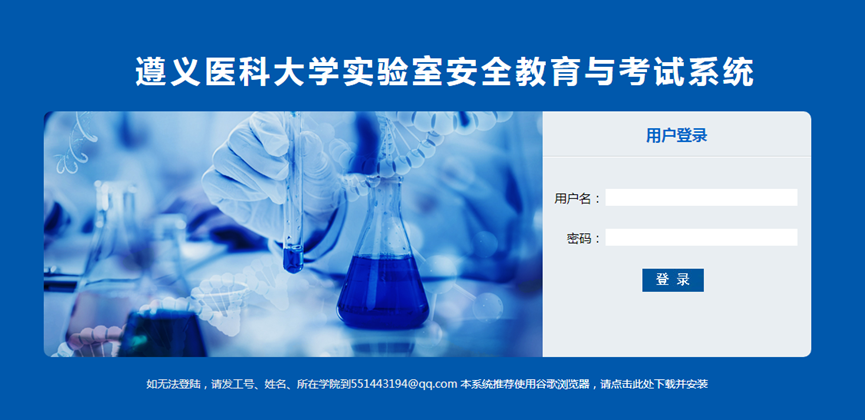 遵义医科大学实验室安全教育与考试系统
用户登录
用户名：
密码：
登 录
如无法登陆，请发工号、姓名、所在学院到551443194@qq.com 本系统推荐使用谷歌浏览器，请点击此处下载并安装